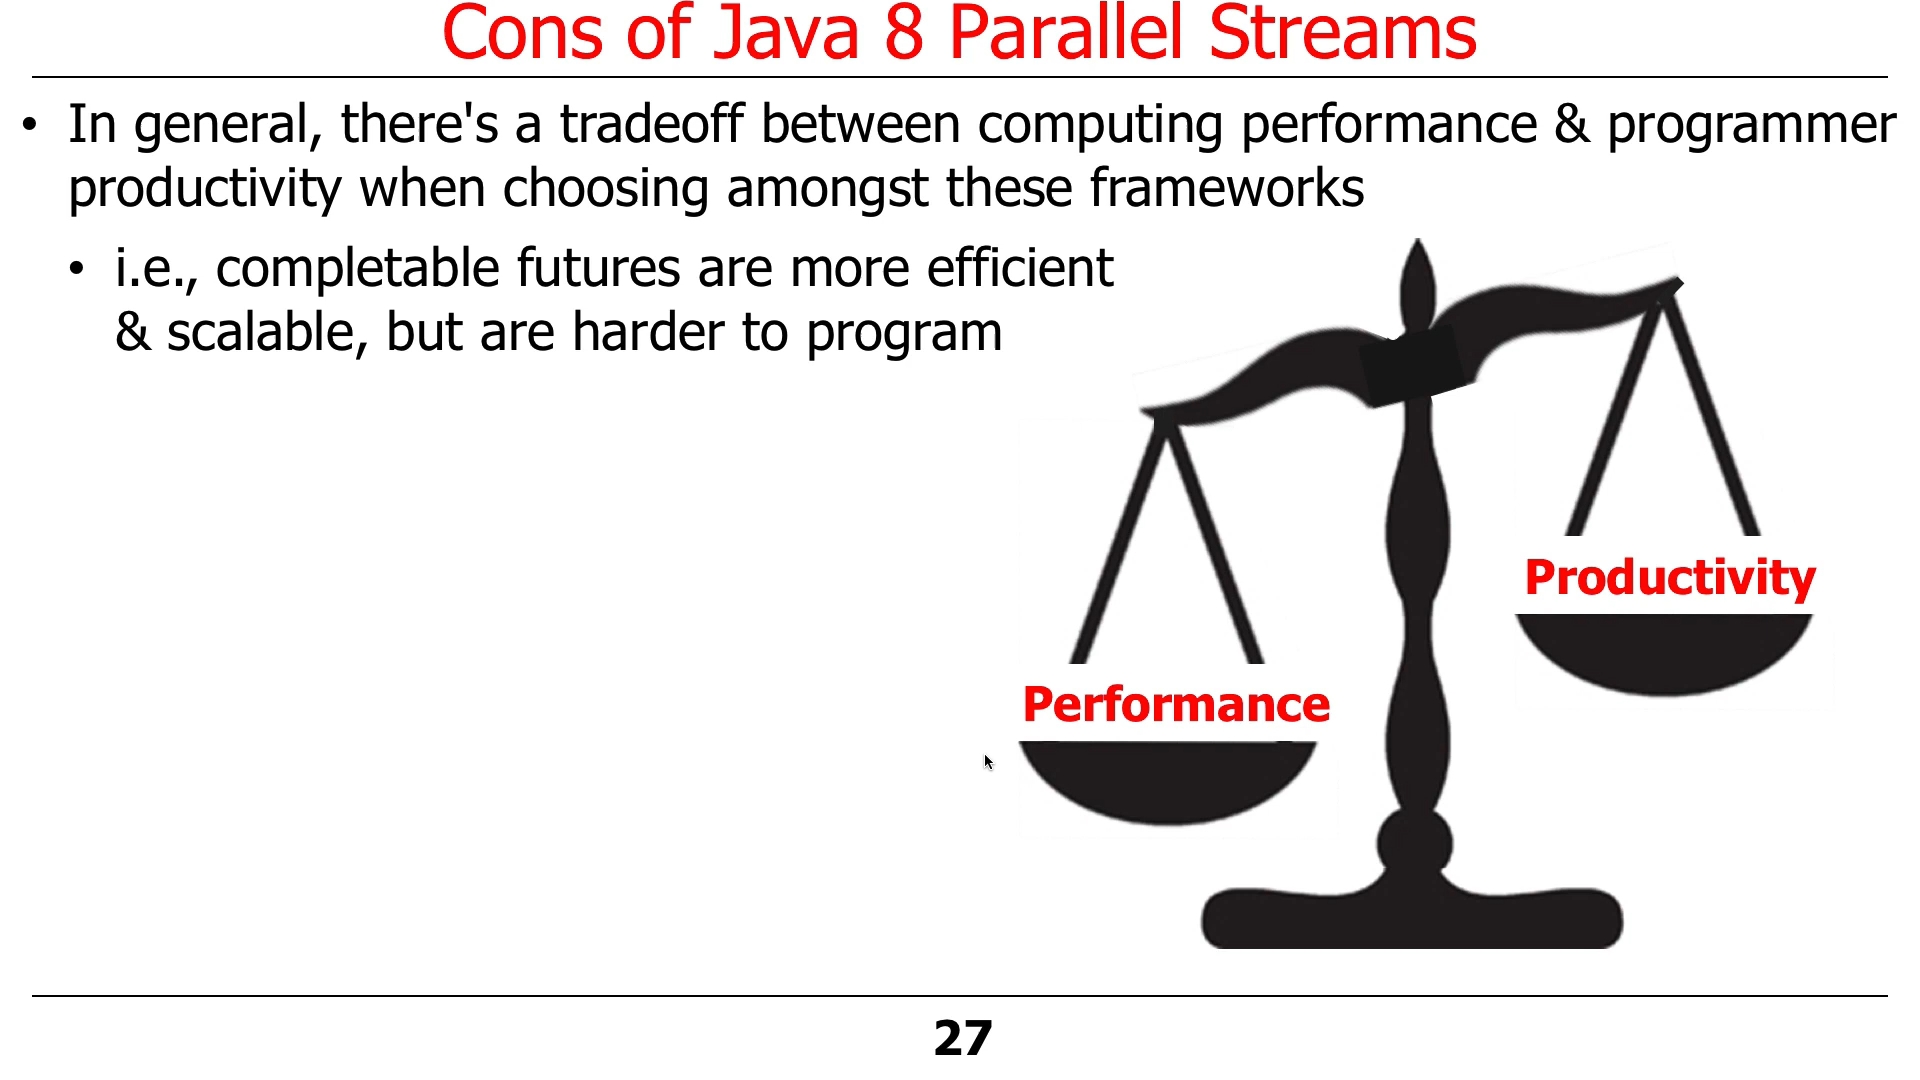 Cons of Java 8 Parallel Streams
• In general, there's a tradeoff between computing performance & programmer
productivity when choosing amongst these frameworks
• i.e., completable futures are more efficient
& scalable, but are harder to program
Productivity
Performance
27